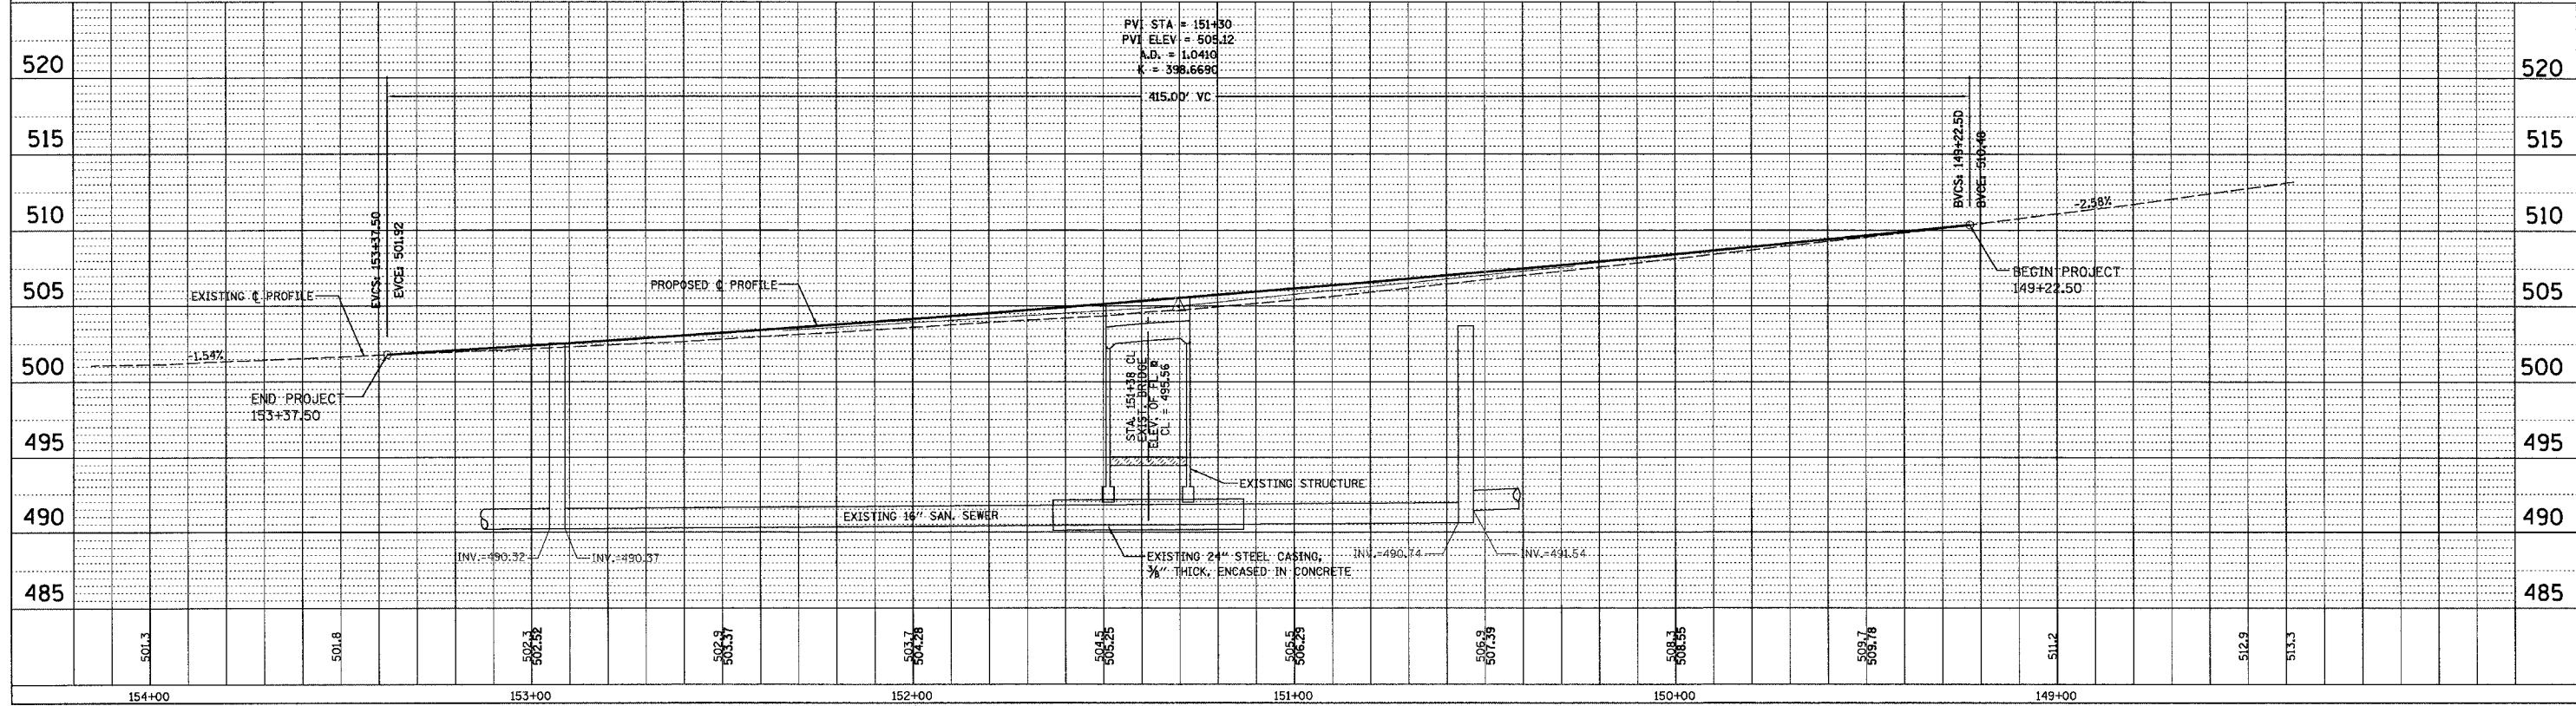 PVI STA = 151+30
PVI ELEV = 505.12
A.D. = 1.0410
K = 398.6690
415.00' VC
520
520
515
515
510
510
505
505
500
500
495
495
490
490
485
485
EVCS: 153+37.50
EVCE: 501.92
BVCS: 149+22.50
BVCE: 510.48
-2.58%
-1.54%
EXISTING ℄ PROFILE
PROPOSED ℄ PROFILE
BEGIN PROJECT
149+22.50
END PROJECT
153+37.50
STA. 151+38 CL
EXIST. BRIDGE
ELEV. OF FL @
CL = 495.56
EXISTING STRUCTURE
EXISTING 16" SAN. SEWER
INV.=490.32
INV.=490.37
EXISTING 24" STEEL CASING,
3/8" THICK, ENCASED IN CONCRETE
INV.=490.74
INV.=491.54
501.3
501.8
502.3
502.52
502.9
503.37
503.7
504.28
504.5
505.25
505.5
506.29
506.9
507.39
508.3
508.55
509.7
509.78
511.2
512.9
513.3
154+00
153+00
152+00
151+00
150+00
149+00